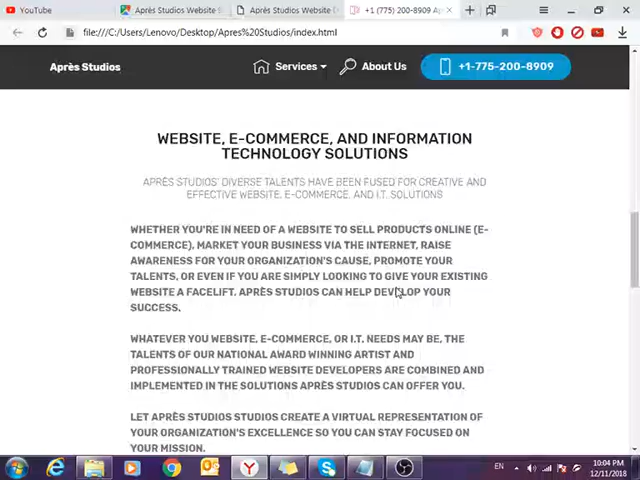 YouTube
Après Studios Website S
Après Studios Website D
+1 (775) 200-8909 Ap
file:///C:/Users/Lenovo/Desktop/Apres%20Studios/index.html
Après Studios
Services
About Us
+1-775-200-8909
WEBSITE, E-COMMERCE, AND INFORMATION
TECHNOLOGY SOLUTIONS
APRÈS STUDIOS' DIVERSE TALENTS HAVE BEEN FUSED FOR CREATIVE AND
EFFECTIVE WEBSITE, E-COMMERCE, AND I.T. SOLUTIONS
WHETHER YOU'RE IN NEED OF A WEBSITE TO SELL PRODUCTS ONLINE (E-
COMMERCE), MARKET YOUR BUSINESS VIA THE INTERNET, RAISE
AWARENESS FOR YOUR ORGANIZATION'S CAUSE, PROMOTE YOUR
TALENTS, OR EVEN IF YOU ARE SIMPLY LOOKING TO GIVE YOUR EXISTING
WEBSITE A FACELIFT, APRÈS STUDIOS CAN HELP DEVELOP YOUR
SUCCESS.
WHATEVER YOU WEBSITE, E-COMMERCE, OR I.T. NEEDS MAY BE, THE
TALENTS OF OUR NATIONAL AWARD WINNING ARTIST AND
PROFESSIONALLY TRAINED WEBSITE DEVELOPERS ARE COMBINED AND
IMPLEMENTED IN THE SOLUTIONS APRÈS STUDIOS CAN OFFER YOU.
LET APRÈS STUDIOS STUDIOS CREATE A VIRTUAL REPRESENTATION OF
YOUR ORGANIZATION'S EXCELLENCE SO YOU CAN STAY FOCUSED ON
YOUR MISSION.
EN
10:04 PM
12/11/2018